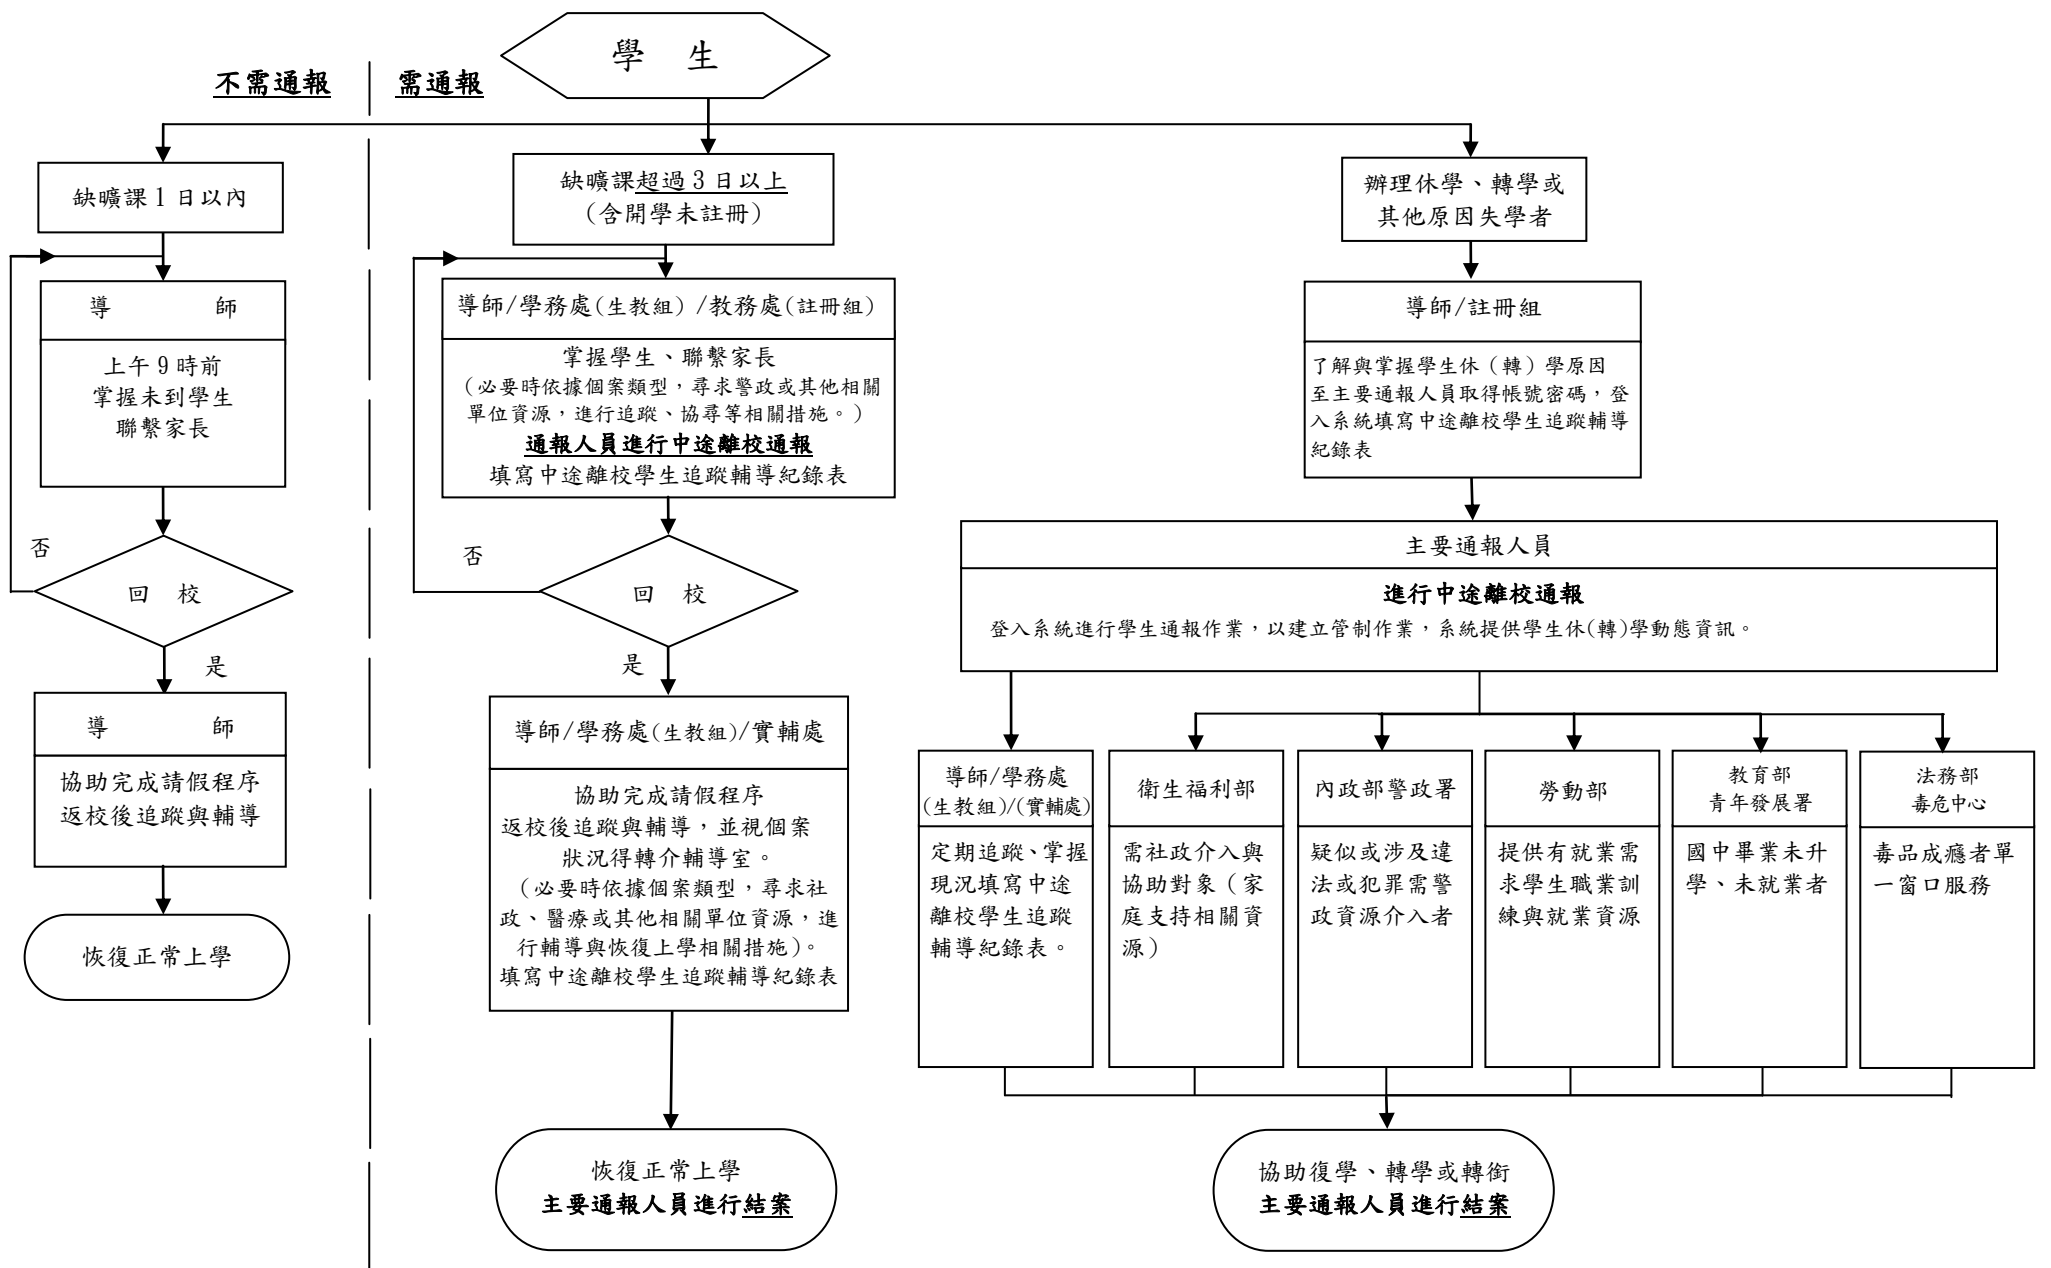 學 生
不需通報
需通報
缺曠課1日以內
導 師
上午9時前
掌握未到學生
聯繫家長
否
回 校
是
導 師
協助完成請假程序
返校後追蹤與輔導
恢復正常上學
缺曠課超過3日以上
(含開學未註冊)
導師/學務處(生教組)/教務處(註冊組)
掌握學生、聯繫家長
(必要時依據個案類型，尋求警政或其他相關
單位資源，進行追蹤、協尋等相關措施。)
通報人員進行中途離校通報
填寫中途離校學生追蹤輔導紀錄表
否
回 校
是
導師/學務處(生教組)/實輔處
協助完成請假程序
返校後追蹤與輔導，並視個案
狀況得轉介輔導室。
(必要時依據個案類型，尋求社
政、醫療或其他相關單位資源，進
行輔導與恢復上學相關措施)。
填寫中途離校學生追蹤輔導紀錄表
恢復正常上學
主要通報人員進行結案
辦理休學、轉學或
其他原因失學者
導師/註冊組
了解與掌握學生休（轉）學原因
至主要通報人員取得帳號密碼，登
入系統填寫中途離校學生追蹤輔導
紀錄表
主要通報人員
進行中途離校通報
登入系統進行學生通報作業，以建立管制作業，系統提供學生休(轉)學動態資訊。
導師/學務處
(生教組)/(實輔處)
定期追蹤、掌握
現況填寫中途
離校學生追蹤
輔導紀錄表。
衛生福利部
需社政介入與
協助對象（家
庭支持相關資
源）
內政部警政署
疑似或涉及違
法或犯罪需警
政資源介入者
勞動部
提供有就業需
求學生職業訓
練與就業資源
教育部
青年發展署
國中畢業未升
學、未就業者
法務部
毒危中心
毒品成癮者單
一窗口服務
協助復學、轉學或轉銜
主要通報人員進行結案